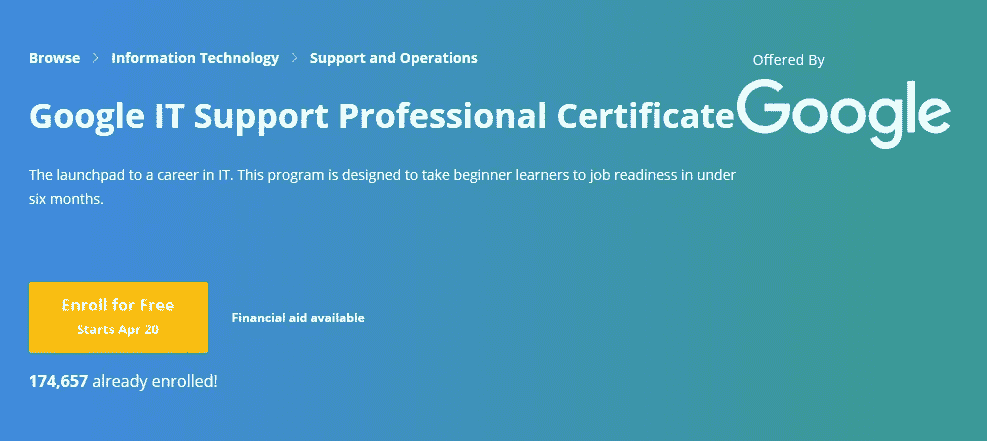 Browse > Information Technology > Support and Operations
Offered By
Google IT Support Professional Certificate
Google
The launchpad to a career in IT. This program is designed to take beginner learners to job readiness in under
six months.
Enroll for Free
Starts Apr 20
Financial aid available
174,657 already enrolled!